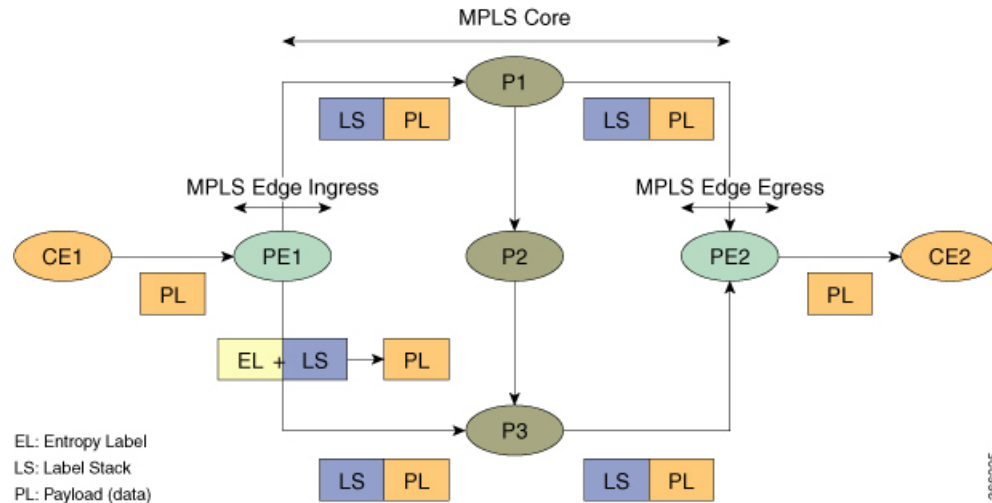 MPLS Core
P1
LS PL
LS PL
MPLS Edge Ingress
MPLS Edge Egress
CE1
PE1
P2
PE2
CE2
PL
PL
EL + LS
PL
P3
EL: Entropy Label
LS: Label Stack
PL: Payload (data)
LS PL
LS PL